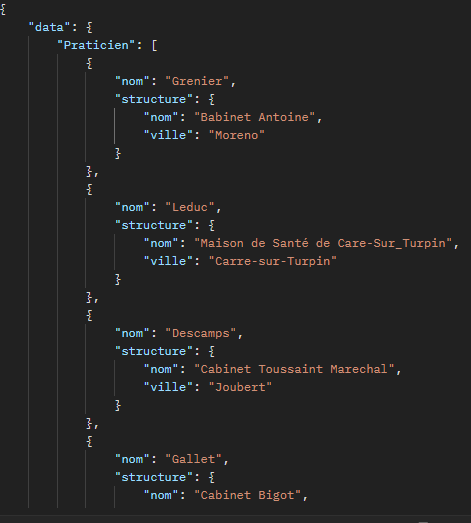 {
"data": {
"Praticien": [
{
"nom": "Grenier",
"structure": {
"nom": "Babinet Antoine",
"ville": "Moreno"
}
},
{
"nom": "Leduc",
"structure": {
"nom": "Maison de Santé de Care-Sur_Turpin",
"ville": "Carre-sur-Turpin"
}
},
{
"nom": "Descamps",
"structure": {
"nom": "Cabinet Toussaint Marechal",
"ville": "Joubert"
}
},
{
"nom": "Gallet",
"structure": {
"nom": "Cabinet Bigot",